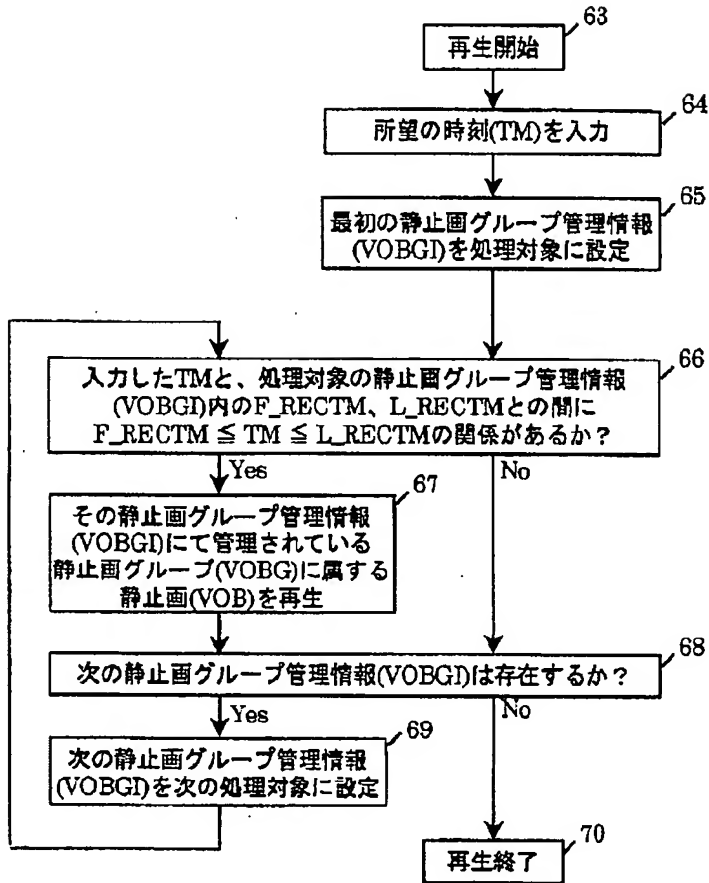 63
再生開始
64
所望の時刻(TM)を入力
65
最初の静止画グループ管理情報
(VOBGI)を処理対象に設定
66
入力したTMと、処理対象の静止画グループ管理情報
(VOBGI)内のF_RECTM、L_RECTMとの間に
F_RECTM ≦ TM ≦ L_RECTMの関係があるか？
Yes
No
67
その静止画グループ管理情報
(VOBGI)にて管理されている
静止画グループ(VOBG)に属する
静止画(VOB)を再生
68
次の静止画グループ管理情報(VOBGI)は存在するか？
Yes
No
69
次の静止画グループ管理情報
(VOBGI)を次の処理対象に設定
70
再生終了